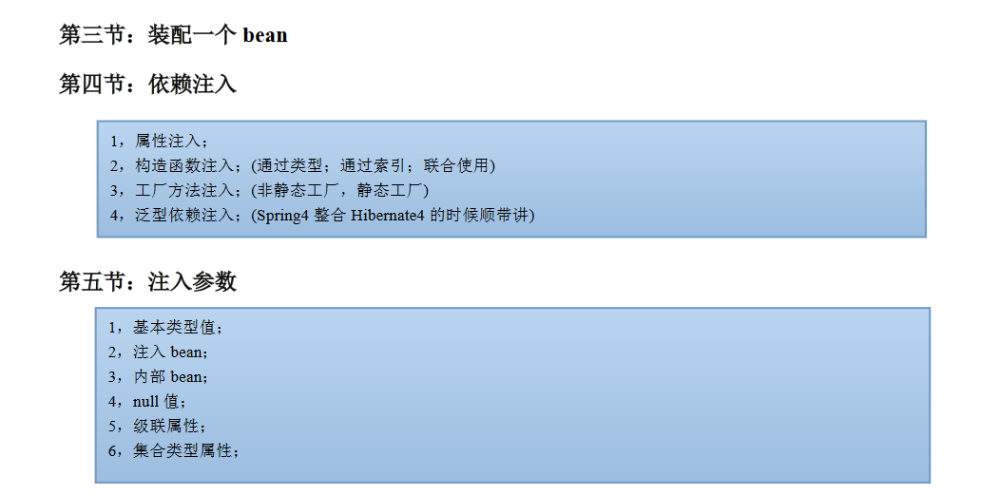 第三节：装配一个 bean
第四节：依赖注入
1，属性注入；
2，构造函数注入；(通过类型；通过索引；联合使用)
3，工厂方法注入；(非静态工厂，静态工厂)
4，泛型依赖注入；(Spring4 整合 Hibernate4 的时候顺带讲)
第五节：注入参数
1，基本类型值；
2，注入 bean；
3，内部 bean；
4，null 值；
5，级联属性；
6，集合类型属性；